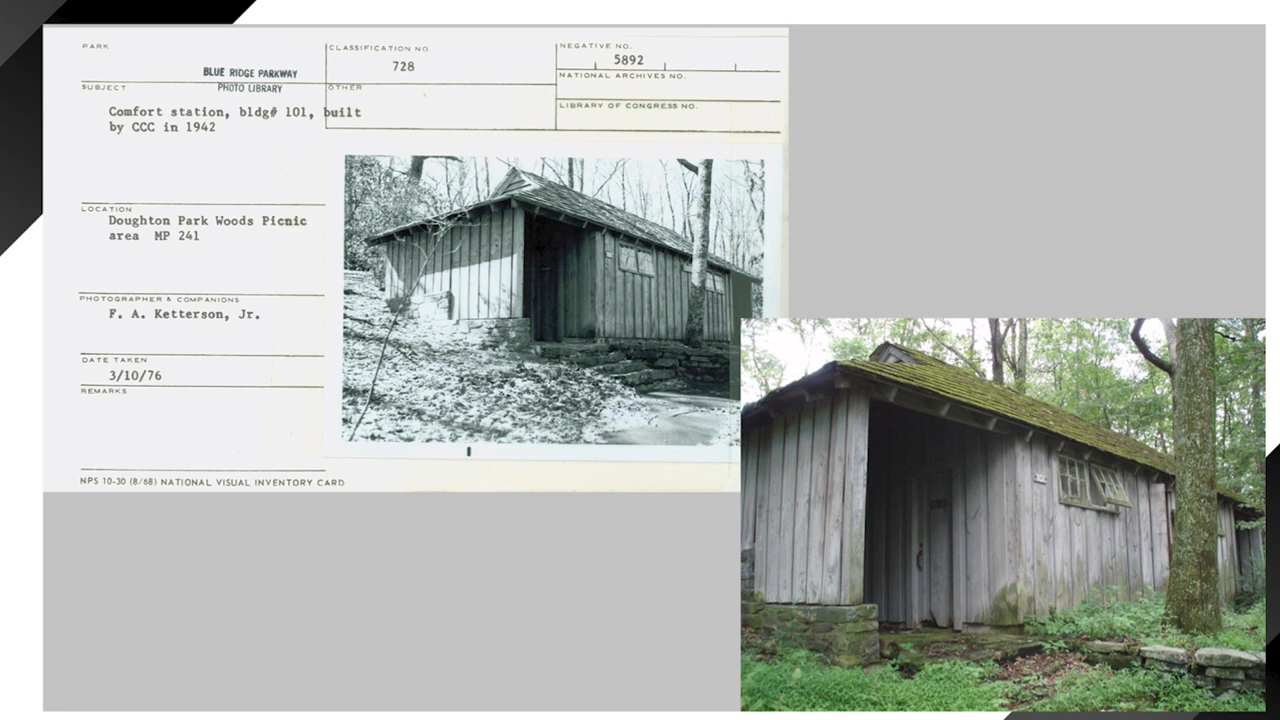 PARK
BLUE RIDGE PARKWAY
PHOTO LIBRARY
CLASSIFICATION NO
728
NEGATIVE NO.
5892
NATIONAL ARCHIVES NO.
LIBRARY OF CONGRESS NO.
SUBJECT
OTHER
Comfort station, bldg# 101, built
by CCC in 1942
LOCATION
Doughton Park Woods Picnic
area MP 241
PHOTOGRAPHER & COMPANIONS
F. A. Ketterson, Jr.
DATE TAKEN
3/10/76
REMARKS
NPS 10-30 (8/68) NATIONAL VISUAL INVENTORY CARD